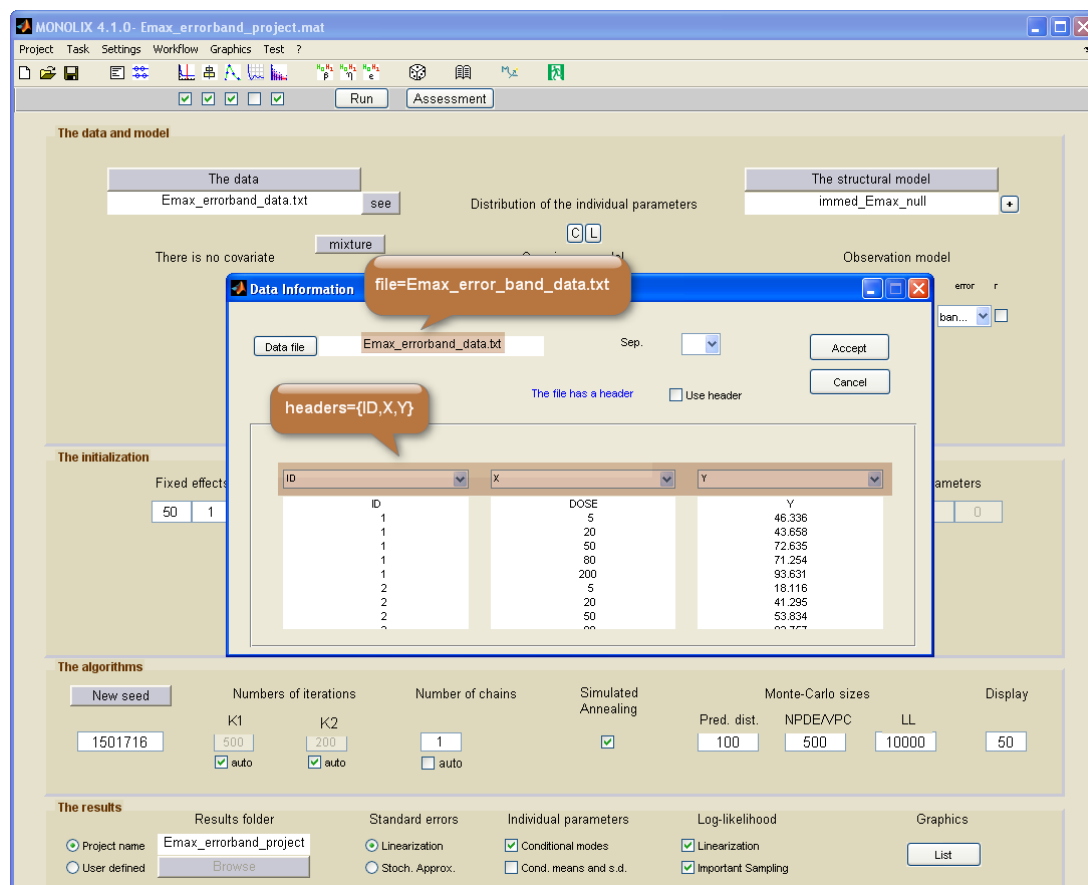 MONOLIX 4.1.0- Emax_errorband_project.mat
Project Task Settings Workflow Graphics Test ?
Run Assessment
The data and model
The data
The structural model
Emax_errorband_data.txt see
Distribution of the individual parameters
immed_Emax_null +
C L
mixture
There is no covariate
Observation model
file=Emax_error_band_data.txt
Data Information
error r
ban...
Data file Emax_errorband_data.txt Sep. Accept
Cancel
The file has a header Use header
headers={ID,X,Y}
The initialization
Fixed effects
50 1
0
ID X Y
ID DOSE Y
1 5 46.336
1 20 43.658
1 50 72.635
1 80 71.254
1 200 93.631
2 5 18.116
2 20 41.295
2 50 53.834
The algorithms
New seed Numbers of iterations Number of chains Simulated Annealing Monte-Carlo sizes Display
K1 K2 Pred. dist. NPDE/VPC LL
1501716 500 200 1 100 500 10000 50
auto auto auto
The results
Results folder Standard errors Individual parameters Log-likelihood Graphics
Project name Emax_errorband_project Linearization Conditional modes Linearization List
User defined Browse Stoch. Approx. Cond. means and s.d. Important Sampling